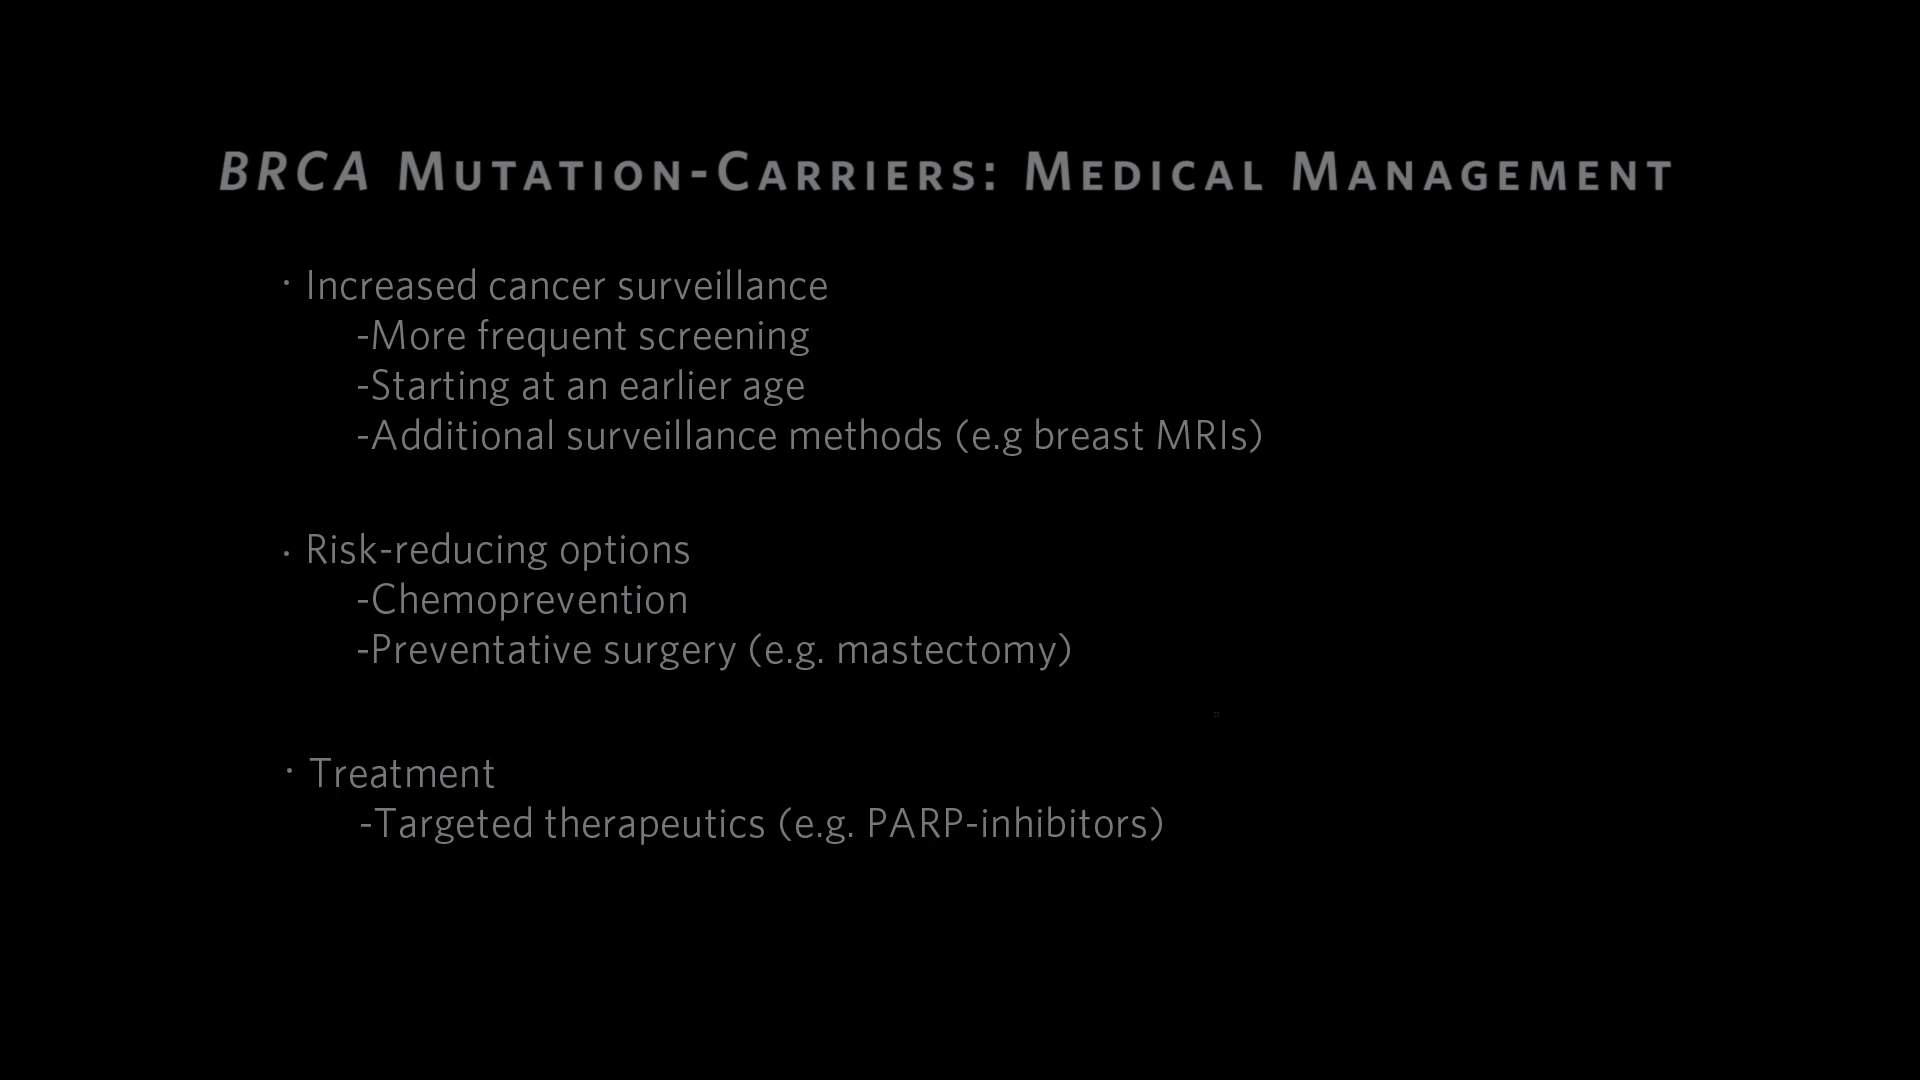 BRCA Mutation-Carriers: Medical Management
· Increased cancer surveillance
-More frequent screening
-Starting at an earlier age
-Additional surveillance methods (e.g breast MRIs)
· Risk-reducing options
-Chemoprevention
-Preventative surgery (e.g. mastectomy)
· Treatment
-Targeted therapeutics (e.g. PARP-inhibitors)